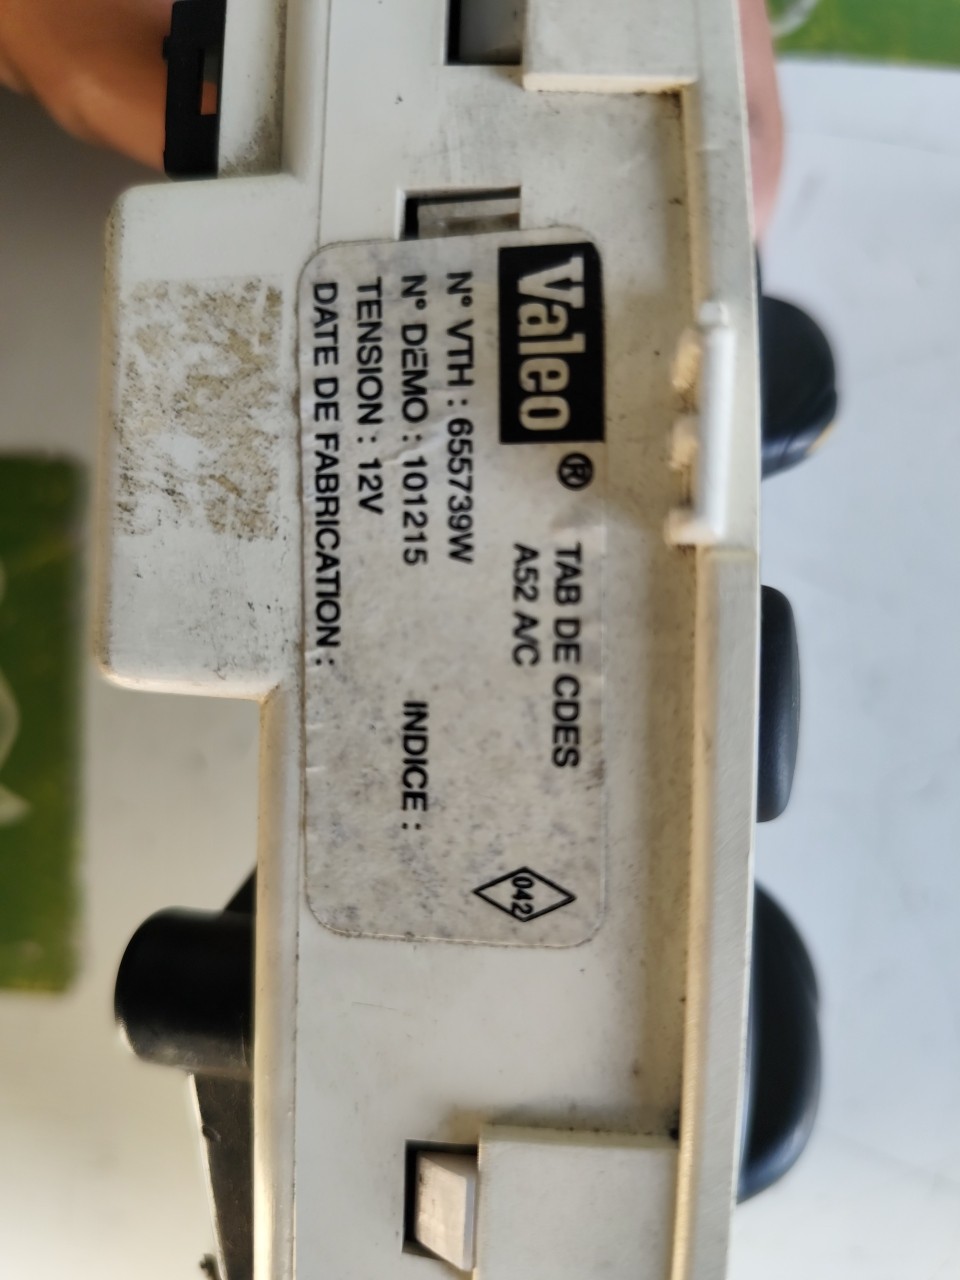 Valeo ®
TAB DE CDES
A52 A/C
N° VTH : 655739W
N° DEMO : 101215 INDICE :
TENSION : 12V
DATE DE FABRICATION :
042